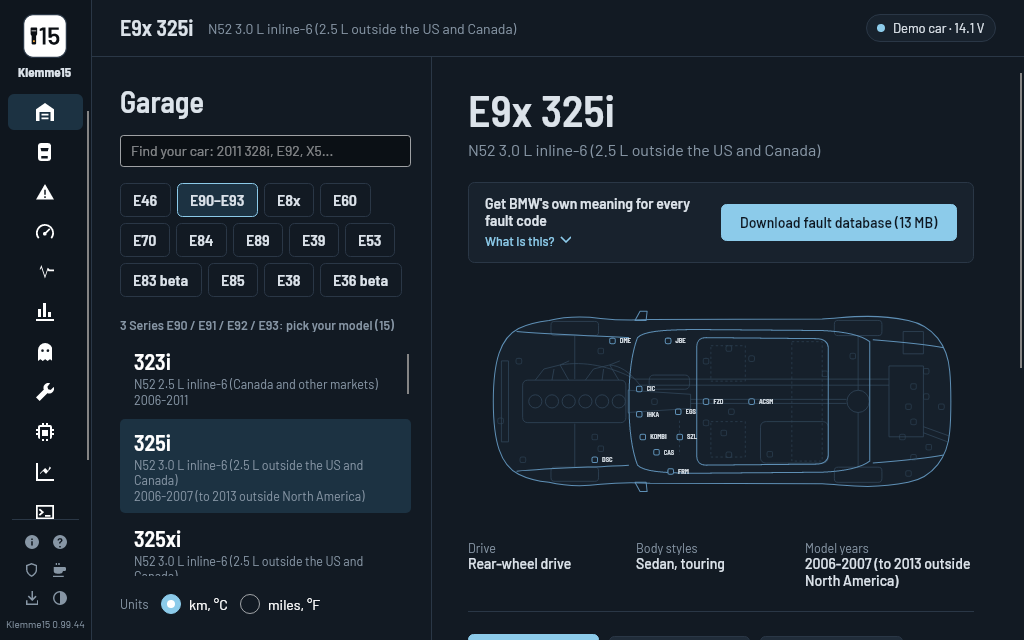 15
Klemme15
E9x 325i
N52 3.0 L inline-6 (2.5 L outside the US and Canada)
Demo car · 14.1 V
Garage
Find your car: 2011 328i, E92, X5...
E46
E90–E93
E8x
E60
E70
E84
E89
E39
E53
E83 beta
E85
E38
E36 beta
3 Series E90 / E91 / E92 / E93: pick your model (15)
323i
N52 2.5 L inline-6 (Canada and other markets)
2006-2011
325i
N52 3.0 L inline-6 (2.5 L outside the US and
Canada)
2006-2007 (to 2013 outside North America)
325xi
N52 3.0 L inline-6 (2.5 L outside the US and
Canada)
Units
km, °C
miles, °F
Klemme15 0.99.44
E9x 325i
N52 3.0 L inline-6 (2.5 L outside the US and Canada)
Get BMW's own meaning for every
fault code
What is this?
Download fault database (13 MB)
DME
JBE
CIC
FZD
ACSM
IHKA
EGS
KOMBI
SZL
CAS
DSC
FRM
Drive
Rear-wheel drive
Body styles
Sedan, touring
Model years
2006-2007 (to 2013 outside
North America)